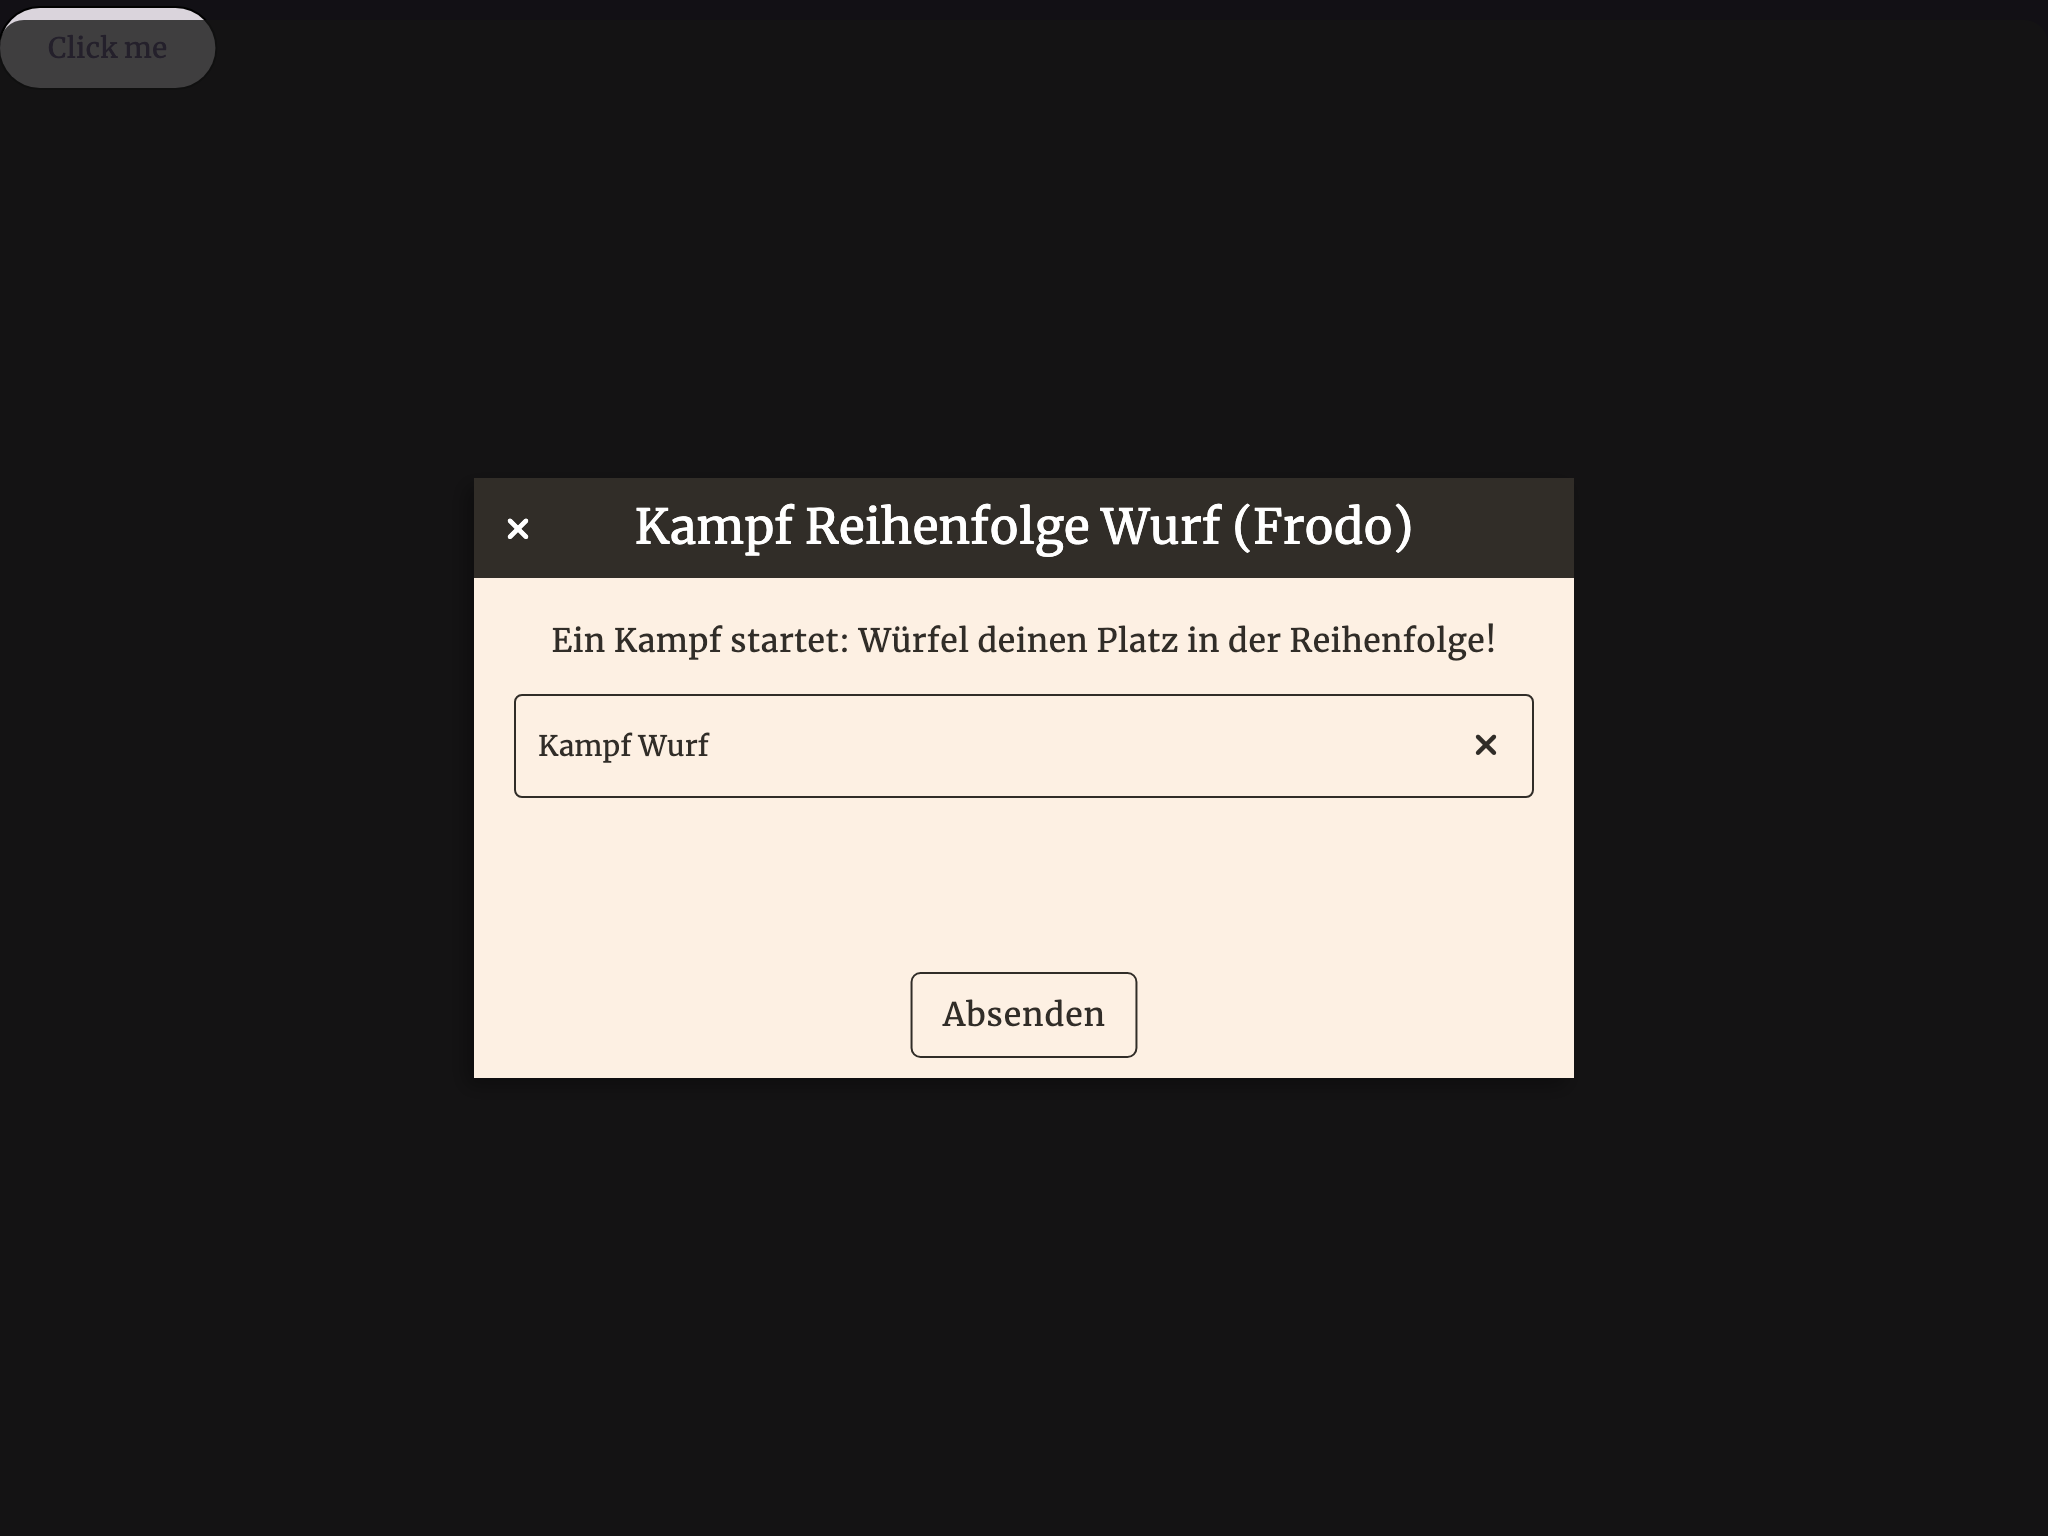 Click me
Kampf Reihenfolge Wurf (Frodo)
Ein Kampf startet: Würfel deinen Platz in der Reihenfolge!
Kampf Wurf
Absenden